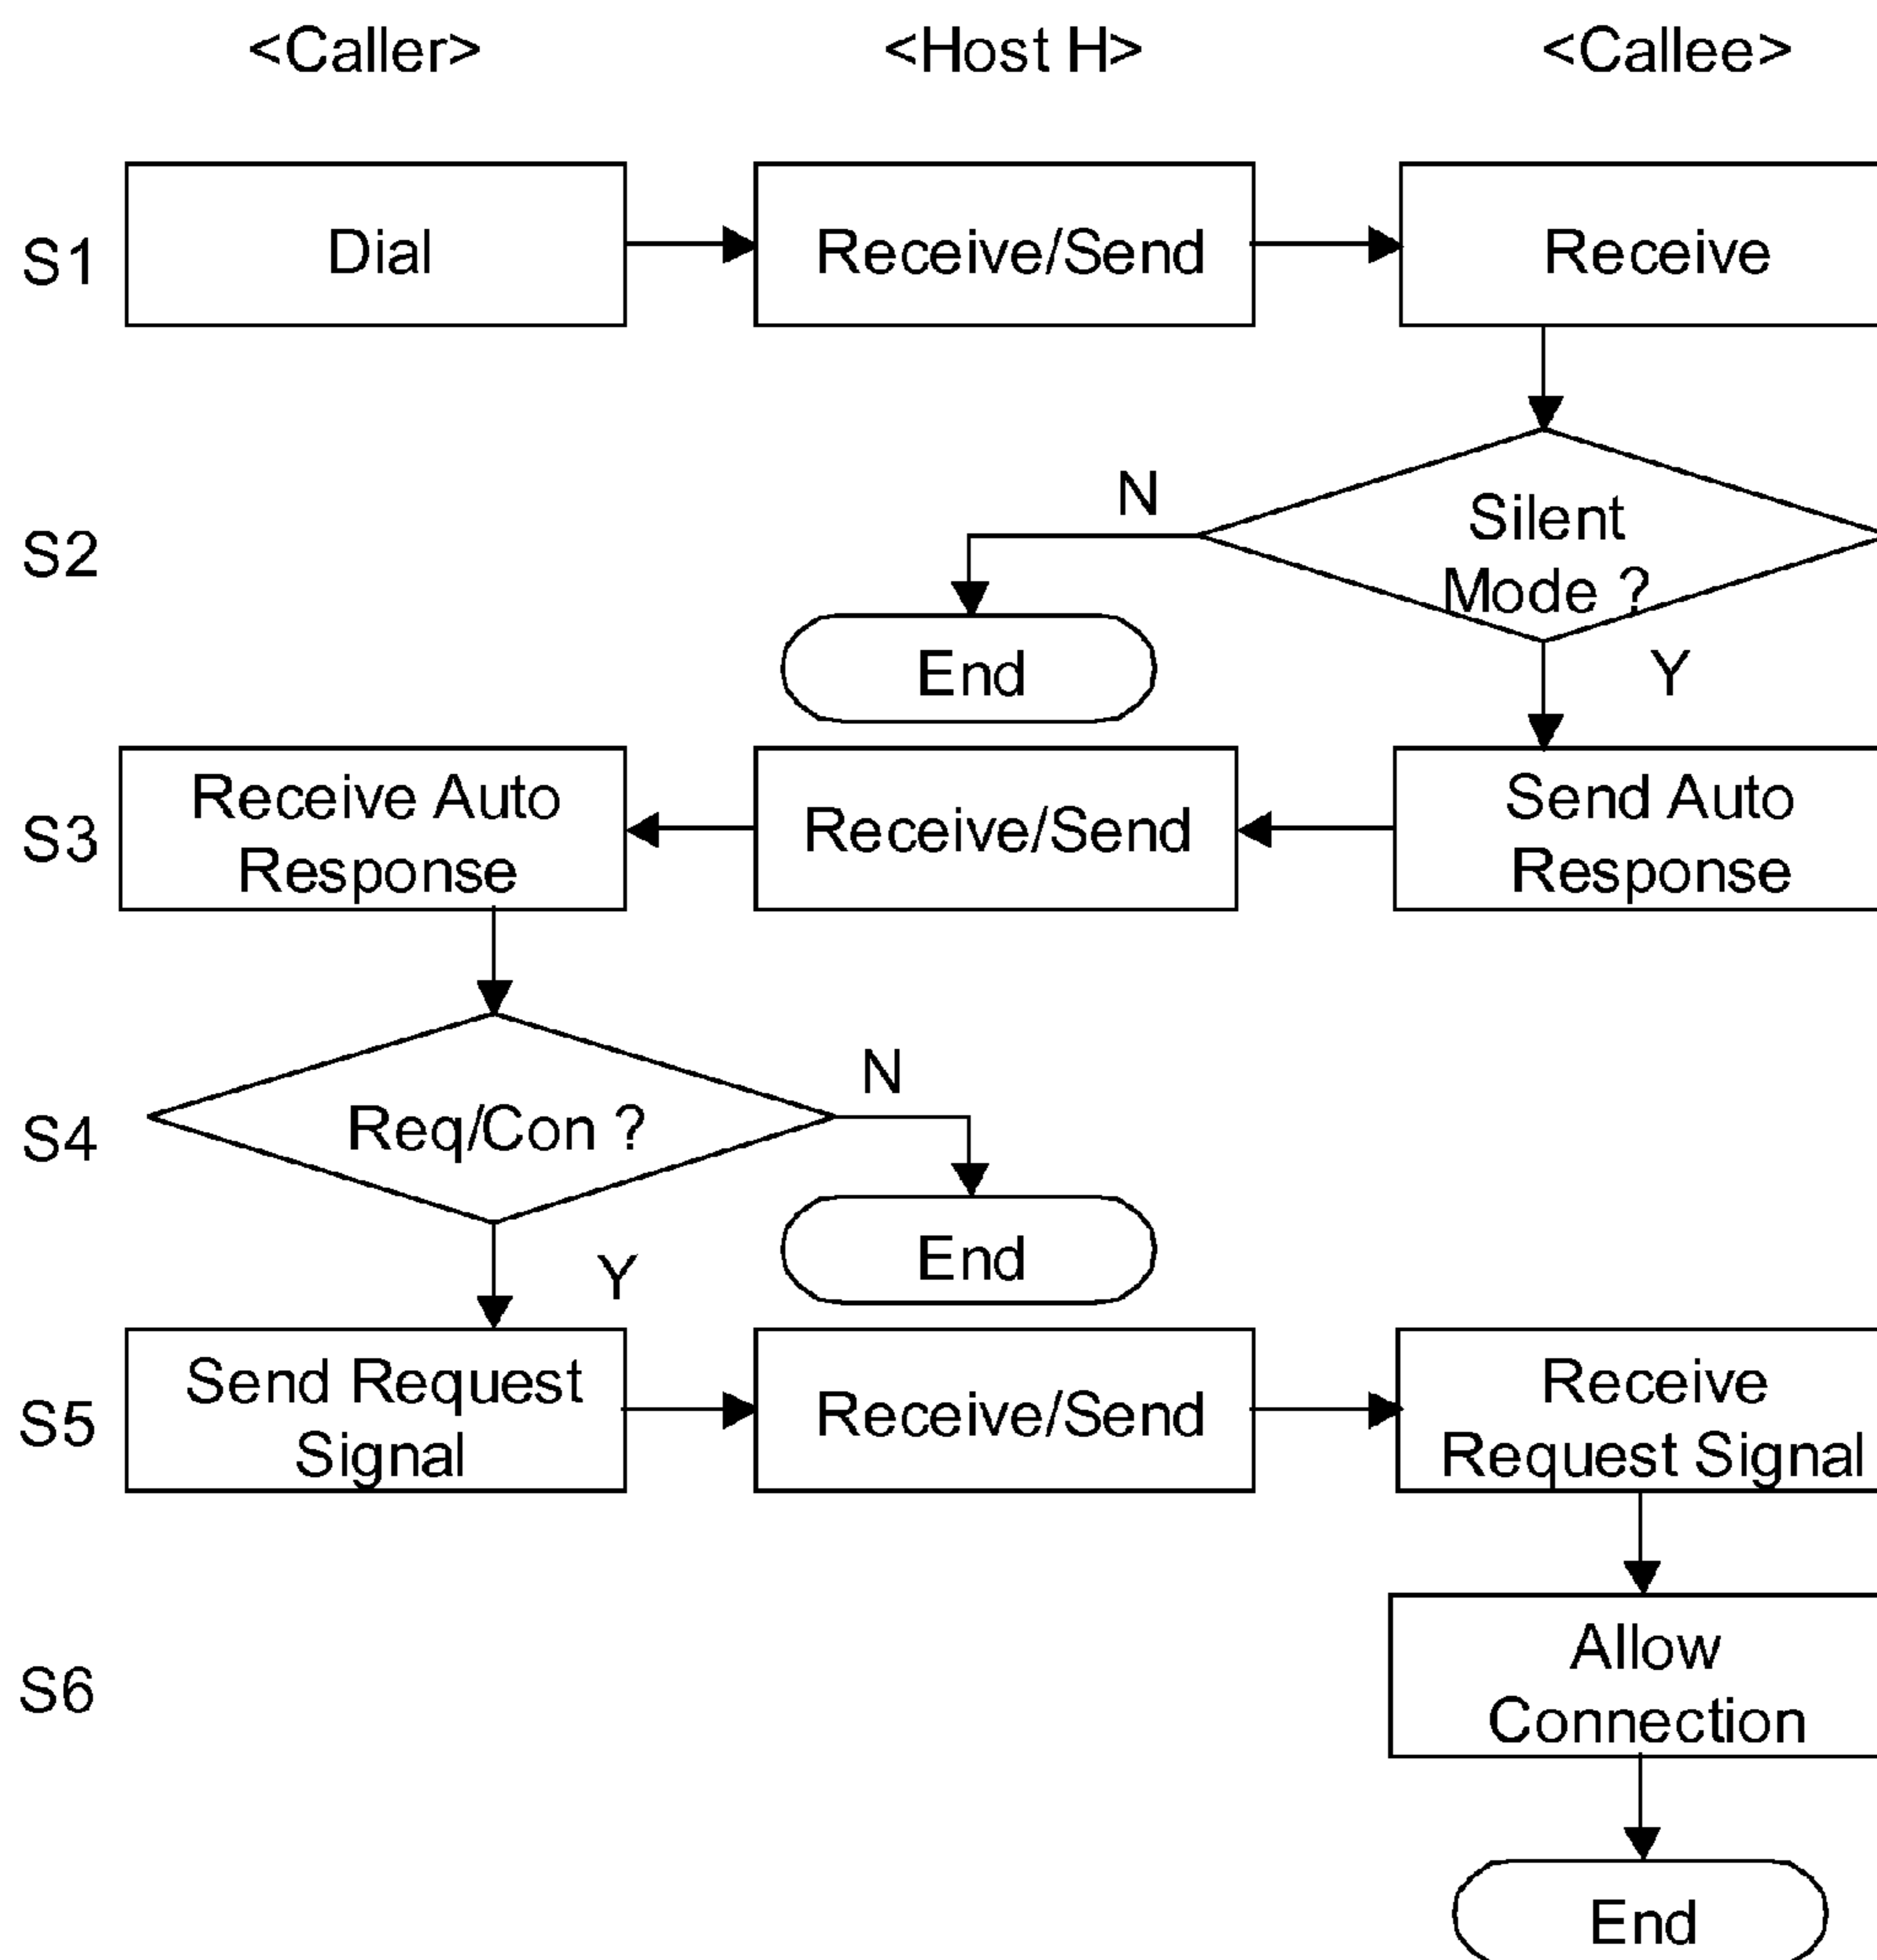 <Caller> <Host H> <Callee>
S1 Dial Receive/Send Receive
N
Silent
Mode ?
S2
End
Y
Receive Auto
Response
Receive/Send
Send Auto
Response
S3
N
Req/Con ?
S4
End
Y
Send Request
Signal
Receive/Send
Receive
Request Signal
S5
Allow
Connection
S6
End